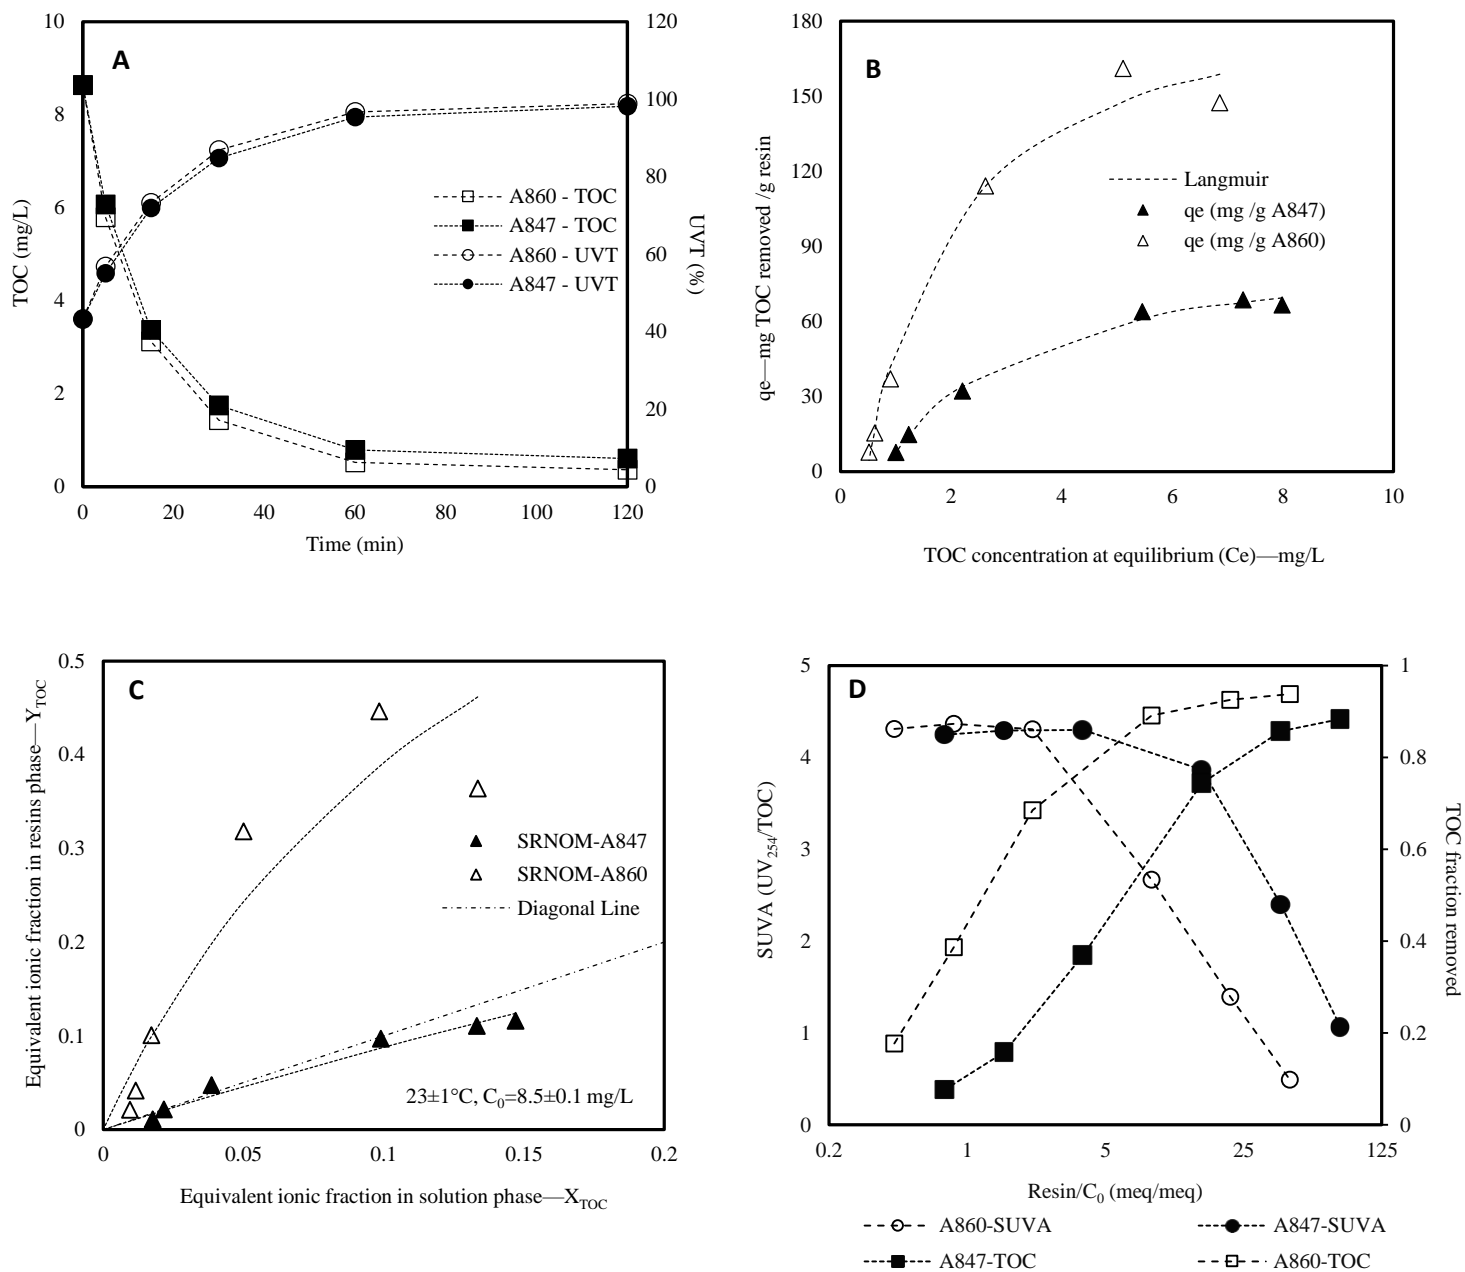 A
10
8
6
4
2
0
TOC (mg/L)
120
100
80
60
40
20
0
UVT (%)
A860 - TOC
A847 - TOC
A860 - UVT
A847 - UVT
0 20 40 60 80 100 120
Time (min)
B
180
150
120
90
60
30
0
qe—mg TOC removed /g resin
Langmuir
qe (mg /g A847)
qe (mg /g A860)
0 2 4 6 8 10
TOC concentration at equilibrium (Ce)—mg/L
C
0.5
0.4
0.3
0.2
0.1
0
Equivalent ionic fraction in resins phase—Y_TOC
SRNOM-A847
SRNOM-A860
Diagonal Line
23±1°C, C₀=8.5±0.1 mg/L
0 0.05 0.1 0.15 0.2
Equivalent ionic fraction in solution phase—X_TOC
D
5
4
3
2
1
0
SUVA (UV₂₅₄/TOC)
1
0.8
0.6
0.4
0.2
0
TOC fraction removed
0.2 1 5 25 125
Resin/C₀ (meq/meq)
A860-SUVA A847-SUVA
A847-TOC A860-TOC